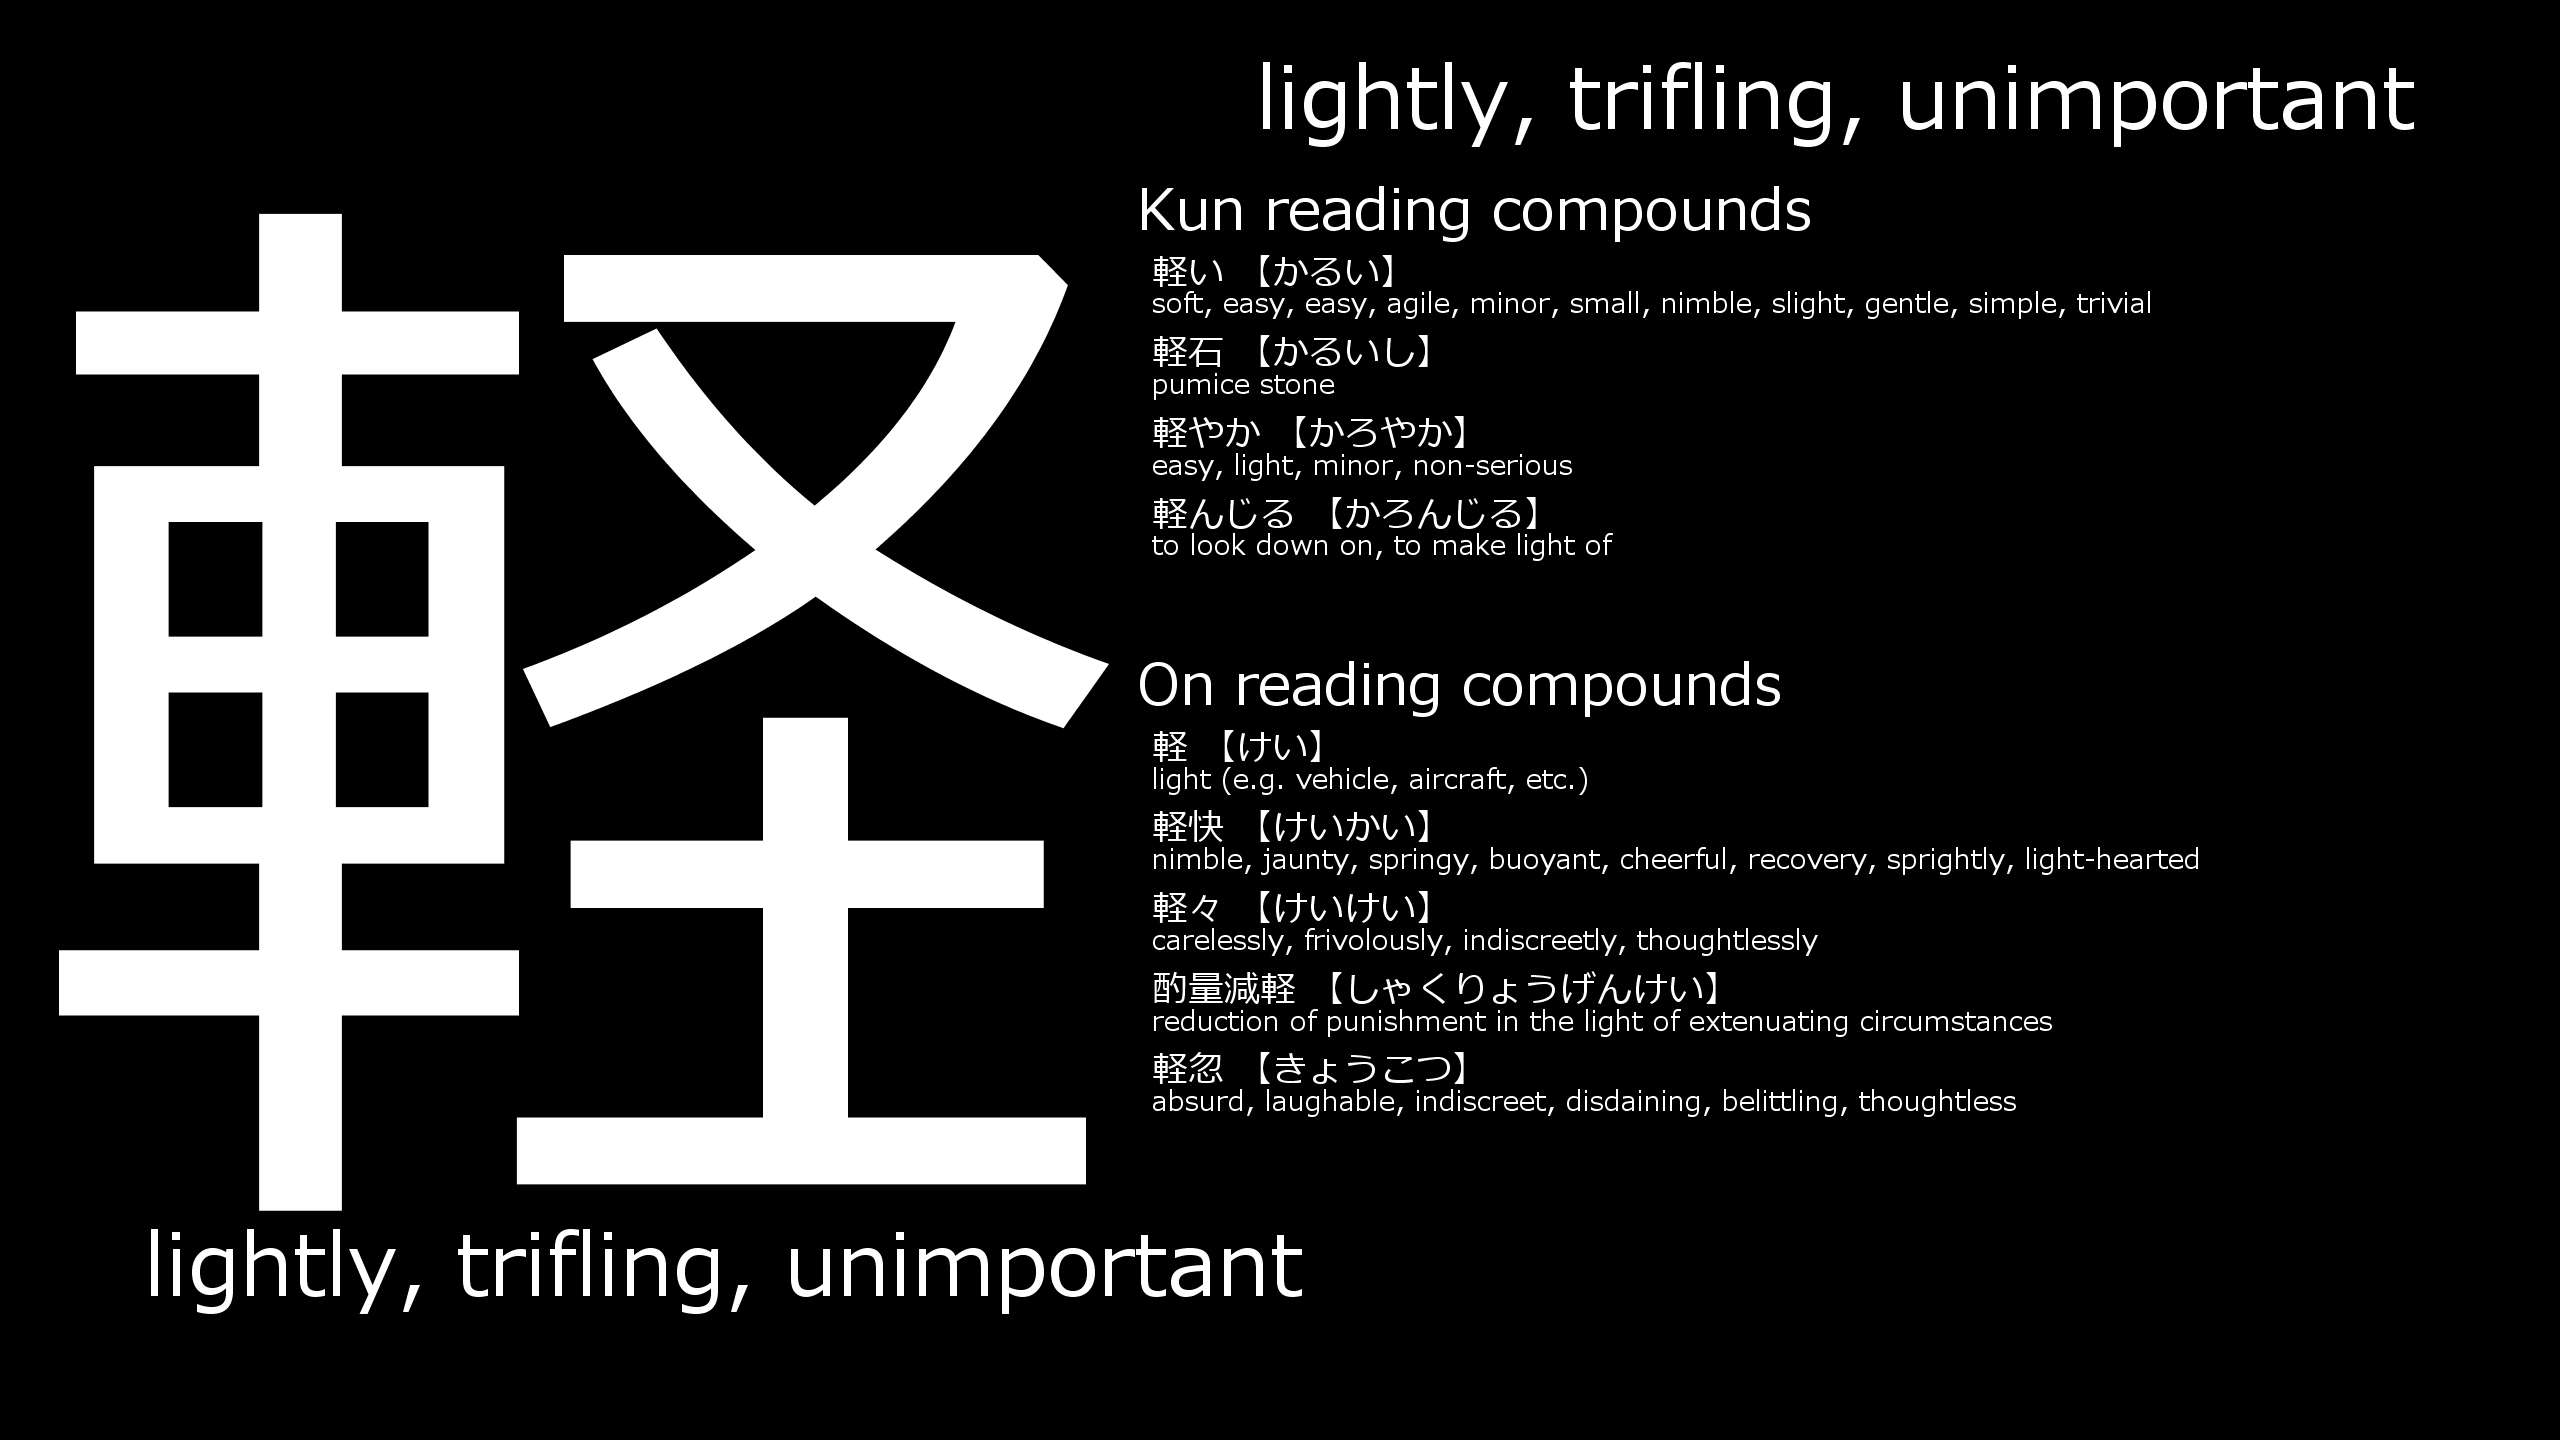 軽
lightly, trifling, unimportant
lightly, trifling, unimportant
Kun reading compounds
軽い 【かるい】
soft, easy, easy, agile, minor, small, nimble, slight, gentle, simple, trivial
軽石 【かるいし】
pumice stone
軽やか 【かろやか】
easy, light, minor, non-serious
軽んじる 【かろんじる】
to look down on, to make light of
On reading compounds
軽 【けい】
light (e.g. vehicle, aircraft, etc.)
軽快 【けいかい】
nimble, jaunty, springy, buoyant, cheerful, recovery, sprightly, light-hearted
軽々 【けいけい】
carelessly, frivolously, indiscreetly, thoughtlessly
酌量減軽 【しゃくりょうげんけい】
reduction of punishment in the light of extenuating circumstances
軽忽 【きょうこつ】
absurd, laughable, indiscreet, disdaining, belittling, thoughtless